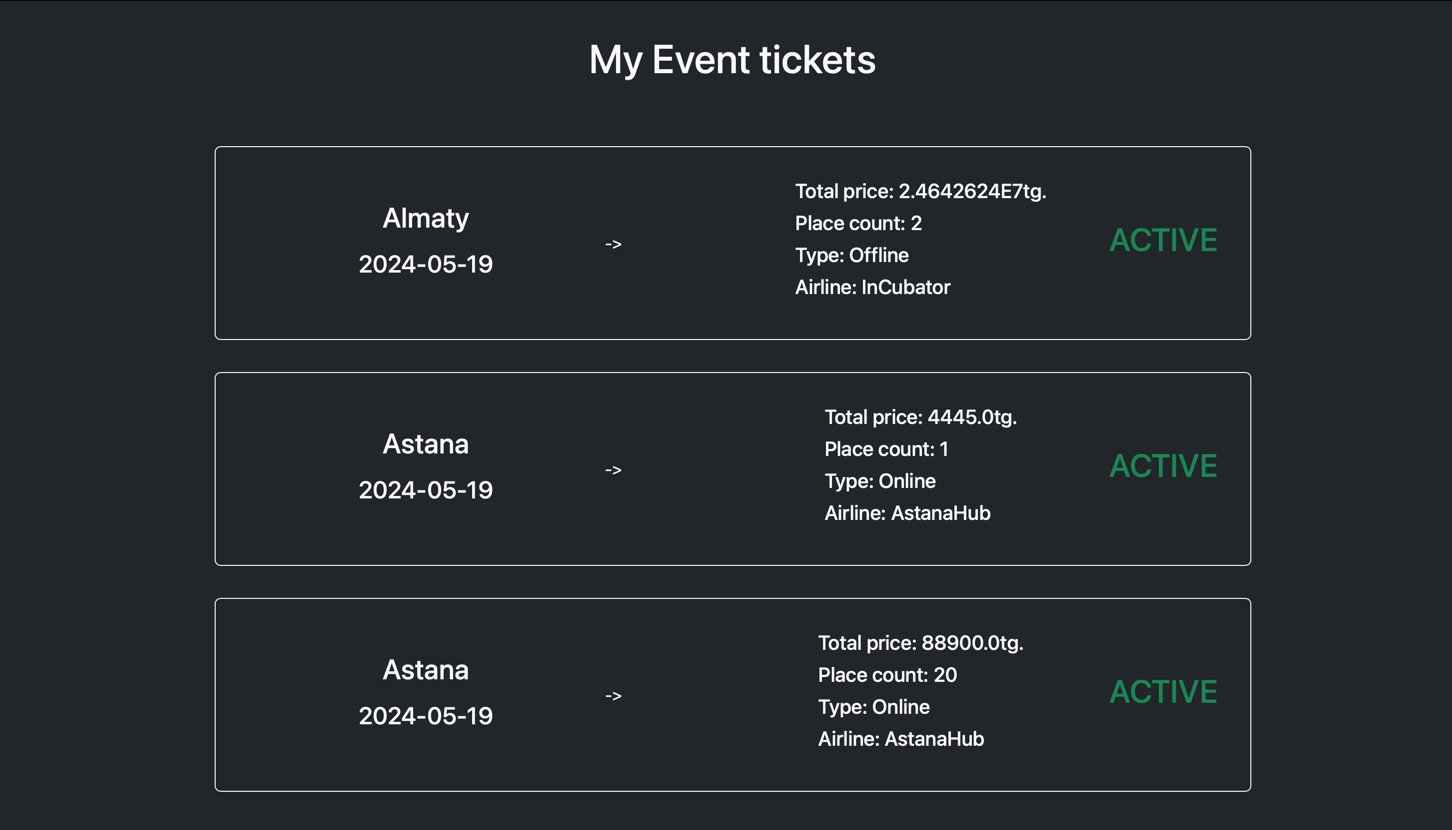 My Event tickets
Almaty
2024-05-19
->
Total price: 2.4642624E7tg.
Place count: 2
Type: Offline
Airline: InCubator
ACTIVE
Astana
2024-05-19
->
Total price: 4445.0tg.
Place count: 1
Type: Online
Airline: AstanaHub
ACTIVE
Astana
2024-05-19
->
Total price: 88900.0tg.
Place count: 20
Type: Online
Airline: AstanaHub
ACTIVE